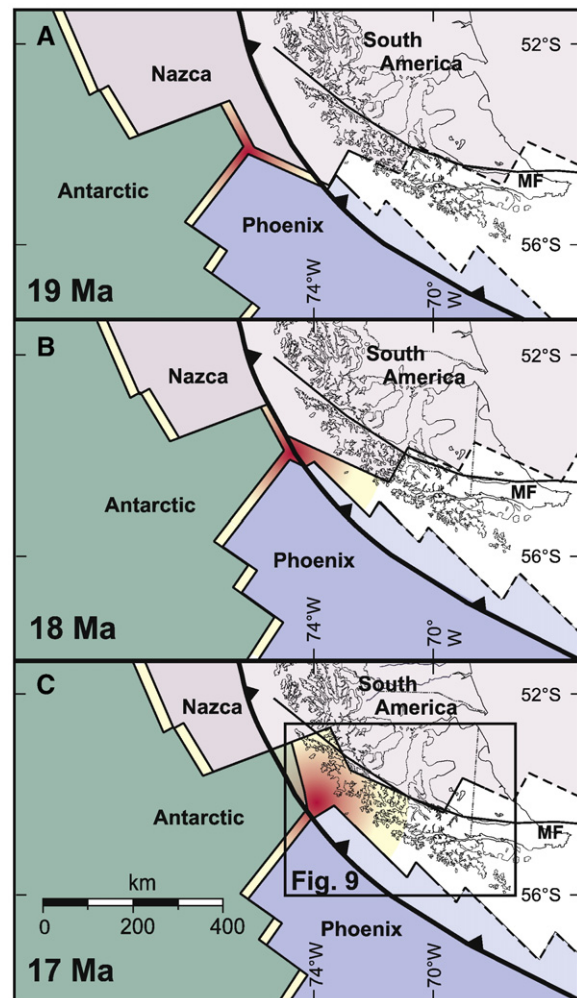 A
South
America
52°S
Nazca
Antarctic
MF
Phoenix
56°S
74°W
70°
W
19 Ma
B
52°S
South
America
Nazca
MF
Antarctic
56°S
Phoenix
74°W
70°
W
18 Ma
C
South
America
52°S
Nazca
Antarctic
MF
km
Fig. 9
56°S
0 200 400
Phoenix
74°W
70°W
17 Ma